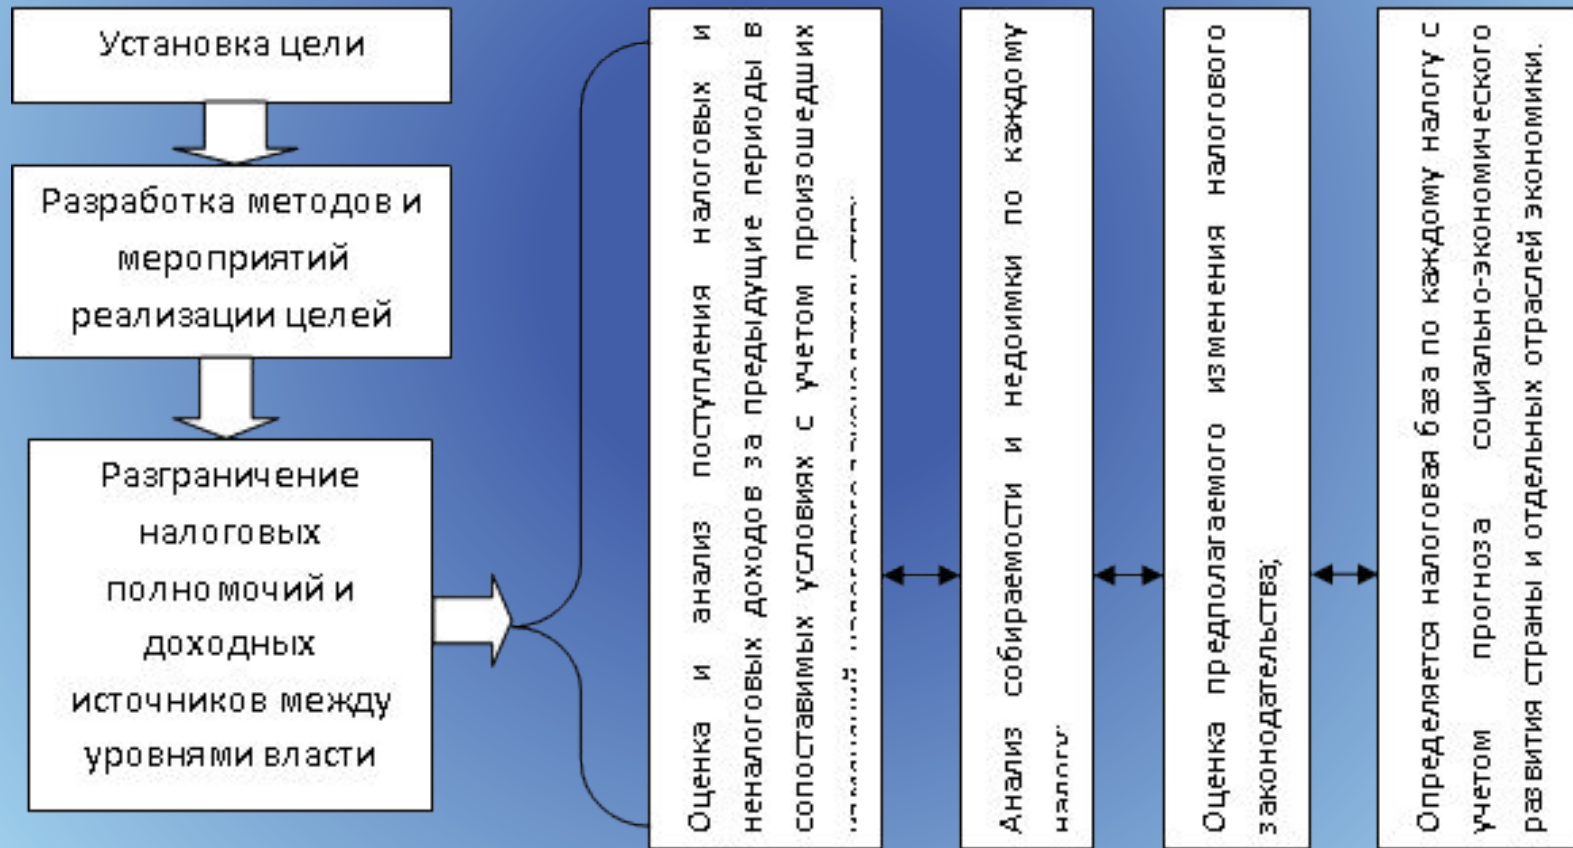 Установка цели
Разработка методов и
мероприятий
реализации целей
Разграничение
налоговых
полномочий и
доходных
источников между
уровнями власти
Оценка и анализ поступления налоговых и
неналоговых доходов за предыдущие периоды в
сопоставимых условиях с учетом произошедших
Анализ собираемости и недоимки по каждому
налогу;
Оценка предполагаемого изменения налогового
законодательства;
Определяется налоговая база по каждому налогу с
учетом прогноза социально-экономического
развития страны и отдельных отраслей экономики.